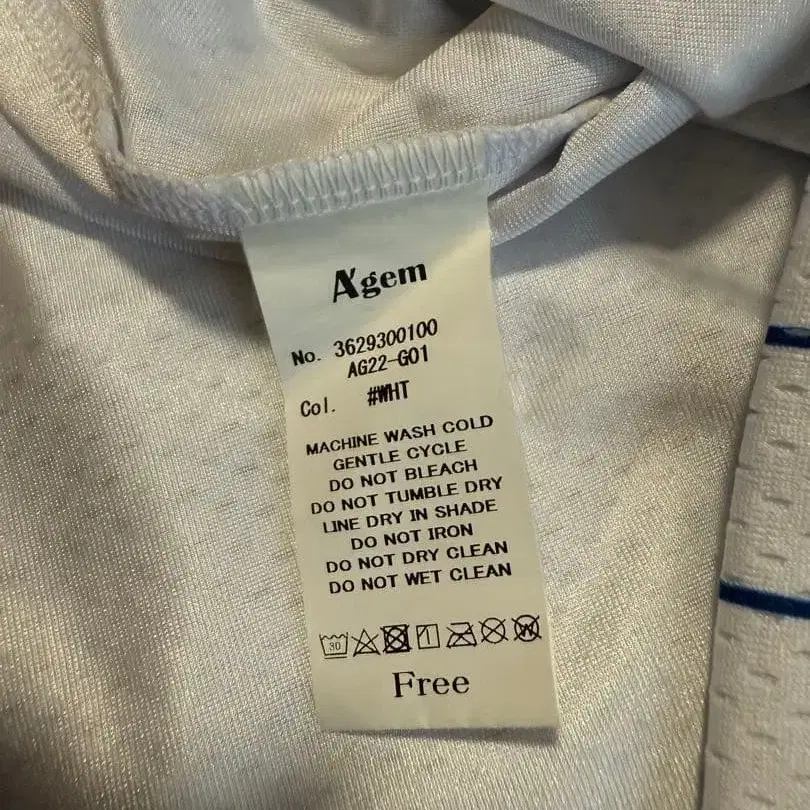 A'gem
No. 3629300100
AG22-G01
Col. #WHT
MACHINE WASH COLD
GENTLE CYCLE
DO NOT BLEACH
DO NOT TUMBLE DRY
LINE DRY IN SHADE
DO NOT IRON
DO NOT DRY CLEAN
DO NOT WET CLEAN
30 W
Free